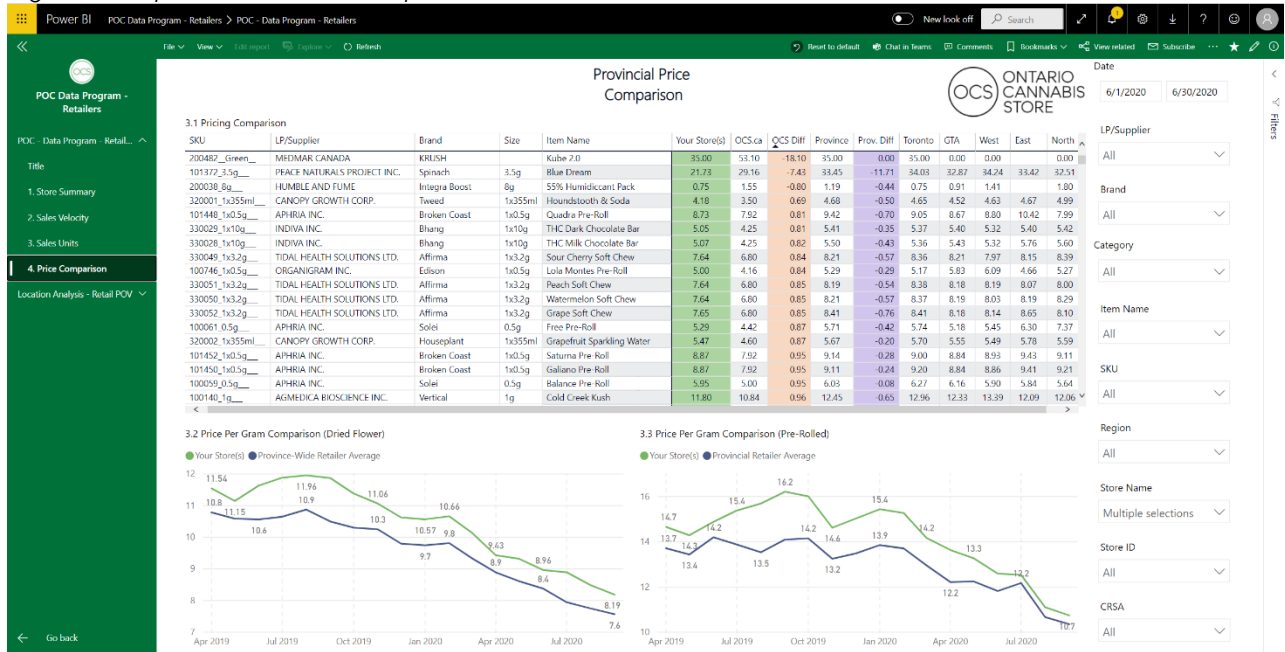 Power BI POC Data Program - Retailers > POC - Data Program - Retailers New look off Search 1
File View Edit report Explore Refresh Reset to default Chat in Teams Comments Bookmarks View related Subscribe
OCS
POC Data Program -
Retailers
POC - Data Program - Retail...
Title
1. Store Summary
2. Sales Velocity
3. Sales Units
4. Price Comparison
Location Analysis - Retail POV
Go back
Provincial Price
Comparison
OCS
ONTARIO
CANNABIS
STORE
3.1 Pricing Comparison
SKU LP/Supplier Brand Size Item Name Your Store(s) OCS.ca OCS Diff Province Prov. Diff Toronto GTA West East North
200482__Green__ MEDMAR CANADA KRUSH Kube 2.0 35.00 53.10 -18.10 35.00 0.00 35.00 0.00 0.00 0.00
101372_3.5g__ PEACE NATURALS PROJECT INC. Spinach 3.5g Blue Dream 21.73 29.16 -7.43 33.45 -11.71 34.03 32.87 34.24 33.42 32.51
200038_8g__ HUMBLE AND FUME Integra Boost 8g 55% Humidiccant Pack 0.75 1.55 -0.80 1.19 -0.44 0.75 0.91 1.41 1.80
320001_1x355ml__ CANOPY GROWTH CORP. Tweed 1x355ml Houndstooth & Soda 4.18 3.50 0.69 4.68 -0.50 4.65 4.52 4.63 4.67 4.99
101448_1x0.5g__ APHRIA INC. Broken Coast 1x0.5g Quadra Pre-Roll 8.73 7.92 0.81 9.42 -0.70 9.05 8.67 8.80 10.42 7.99
330029_1x10g__ INDIVA INC. Bhang 1x10g THC Dark Chocolate Bar 5.05 4.25 0.81 5.41 -0.35 5.37 5.40 5.32 5.40 5.42
330028_1x10g__ INDIVA INC. Bhang 1x10g THC Milk Chocolate Bar 5.07 4.25 0.82 5.50 -0.43 5.36 5.43 5.32 5.76 5.60
330049_1x3.2g__ TIDAL HEALTH SOLUTIONS LTD. Affirma 1x3.2g Sour Cherry Soft Chew 7.64 6.80 0.84 8.21 -0.57 8.36 8.21 7.97 8.15 8.39
100746_1x0.5g__ ORGANIGRAM INC. Edison 1x0.5g Lola Montes Pre-Roll 5.00 4.16 0.84 5.29 -0.29 5.17 5.83 6.09 4.66 5.27
330051_1x3.2g__ TIDAL HEALTH SOLUTIONS LTD. Affirma 1x3.2g Peach Soft Chew 7.64 6.80 0.85 8.19 -0.54 8.38 8.18 8.19 8.07 8.00
330050_1x3.2g__ TIDAL HEALTH SOLUTIONS LTD. Affirma 1x3.2g Watermelon Soft Chew 7.64 6.80 0.85 8.21 -0.57 8.37 8.19 8.03 8.19 8.29
330052_1x3.2g__ TIDAL HEALTH SOLUTIONS LTD. Affirma 1x3.2g Grape Soft Chew 7.65 6.80 0.85 8.41 -0.76 8.41 8.18 8.14 8.65 8.10
100061_0.5g__ APHRIA INC. Solei 0.5g Free Pre-Roll 5.29 4.42 0.87 5.71 -0.42 5.74 5.18 5.45 6.30 7.37
320002_1x355ml__ CANOPY GROWTH CORP. Houseplant 1x355ml Grapefruit Sparkling Water 5.47 4.60 0.87 5.67 -0.20 5.70 5.55 5.49 5.78 5.59
101452_1x0.5g__ APHRIA INC. Broken Coast 1x0.5g Saturna Pre-Roll 8.87 7.92 0.95 9.14 -0.28 9.00 8.84 8.93 9.43 9.11
101450_1x0.5g__ APHRIA INC. Broken Coast 1x0.5g Galiano Pre-Roll 8.87 7.92 0.95 9.11 -0.24 9.20 8.84 8.86 9.41 9.21
100059_0.5g__ APHRIA INC. Solei 0.5g Balance Pre-Roll 5.95 5.00 0.95 6.03 -0.08 6.27 6.16 5.90 5.84 5.64
100140_1g__ AGMEDICA BIOSCIENCE INC. Vertical 1g Cold Creek Kush 11.80 10.84 0.96 12.45 -0.65 12.96 12.33 13.39 12.09 12.06
3.2 Price Per Gram Comparison (Dried Flower)
Your Store(s) Province-Wide Retailer Average
12 11 10 9 8 7
11.54 11.96 11.06 10.66 9.43 8.96 8.19
10.8 11.15 10.6 10.9 10.3 10.57 9.7 9.8 8.9 8.4 7.6
Apr 2019 Jul 2019 Oct 2019 Jan 2020 Apr 2020 Jul 2020
3.3 Price Per Gram Comparison (Pre-Rolled)
Your Store(s) Provincial Retailer Average
16 14 12 10
14.7 14.3 15.4 16.2 14.6 15.4 14.2 13.3 12.2 10.7
13.7 13.4 14.2 13.5 14.2 13.2 13.9 12.2
Apr 2019 Jul 2019 Oct 2019 Jan 2020 Apr 2020 Jul 2020
Date
6/1/2020 6/30/2020
LP/Supplier
All
Brand
All
Category
All
Item Name
All
SKU
All
Region
All
Store Name
Multiple selections
Store ID
All
CRSA
All
Filters